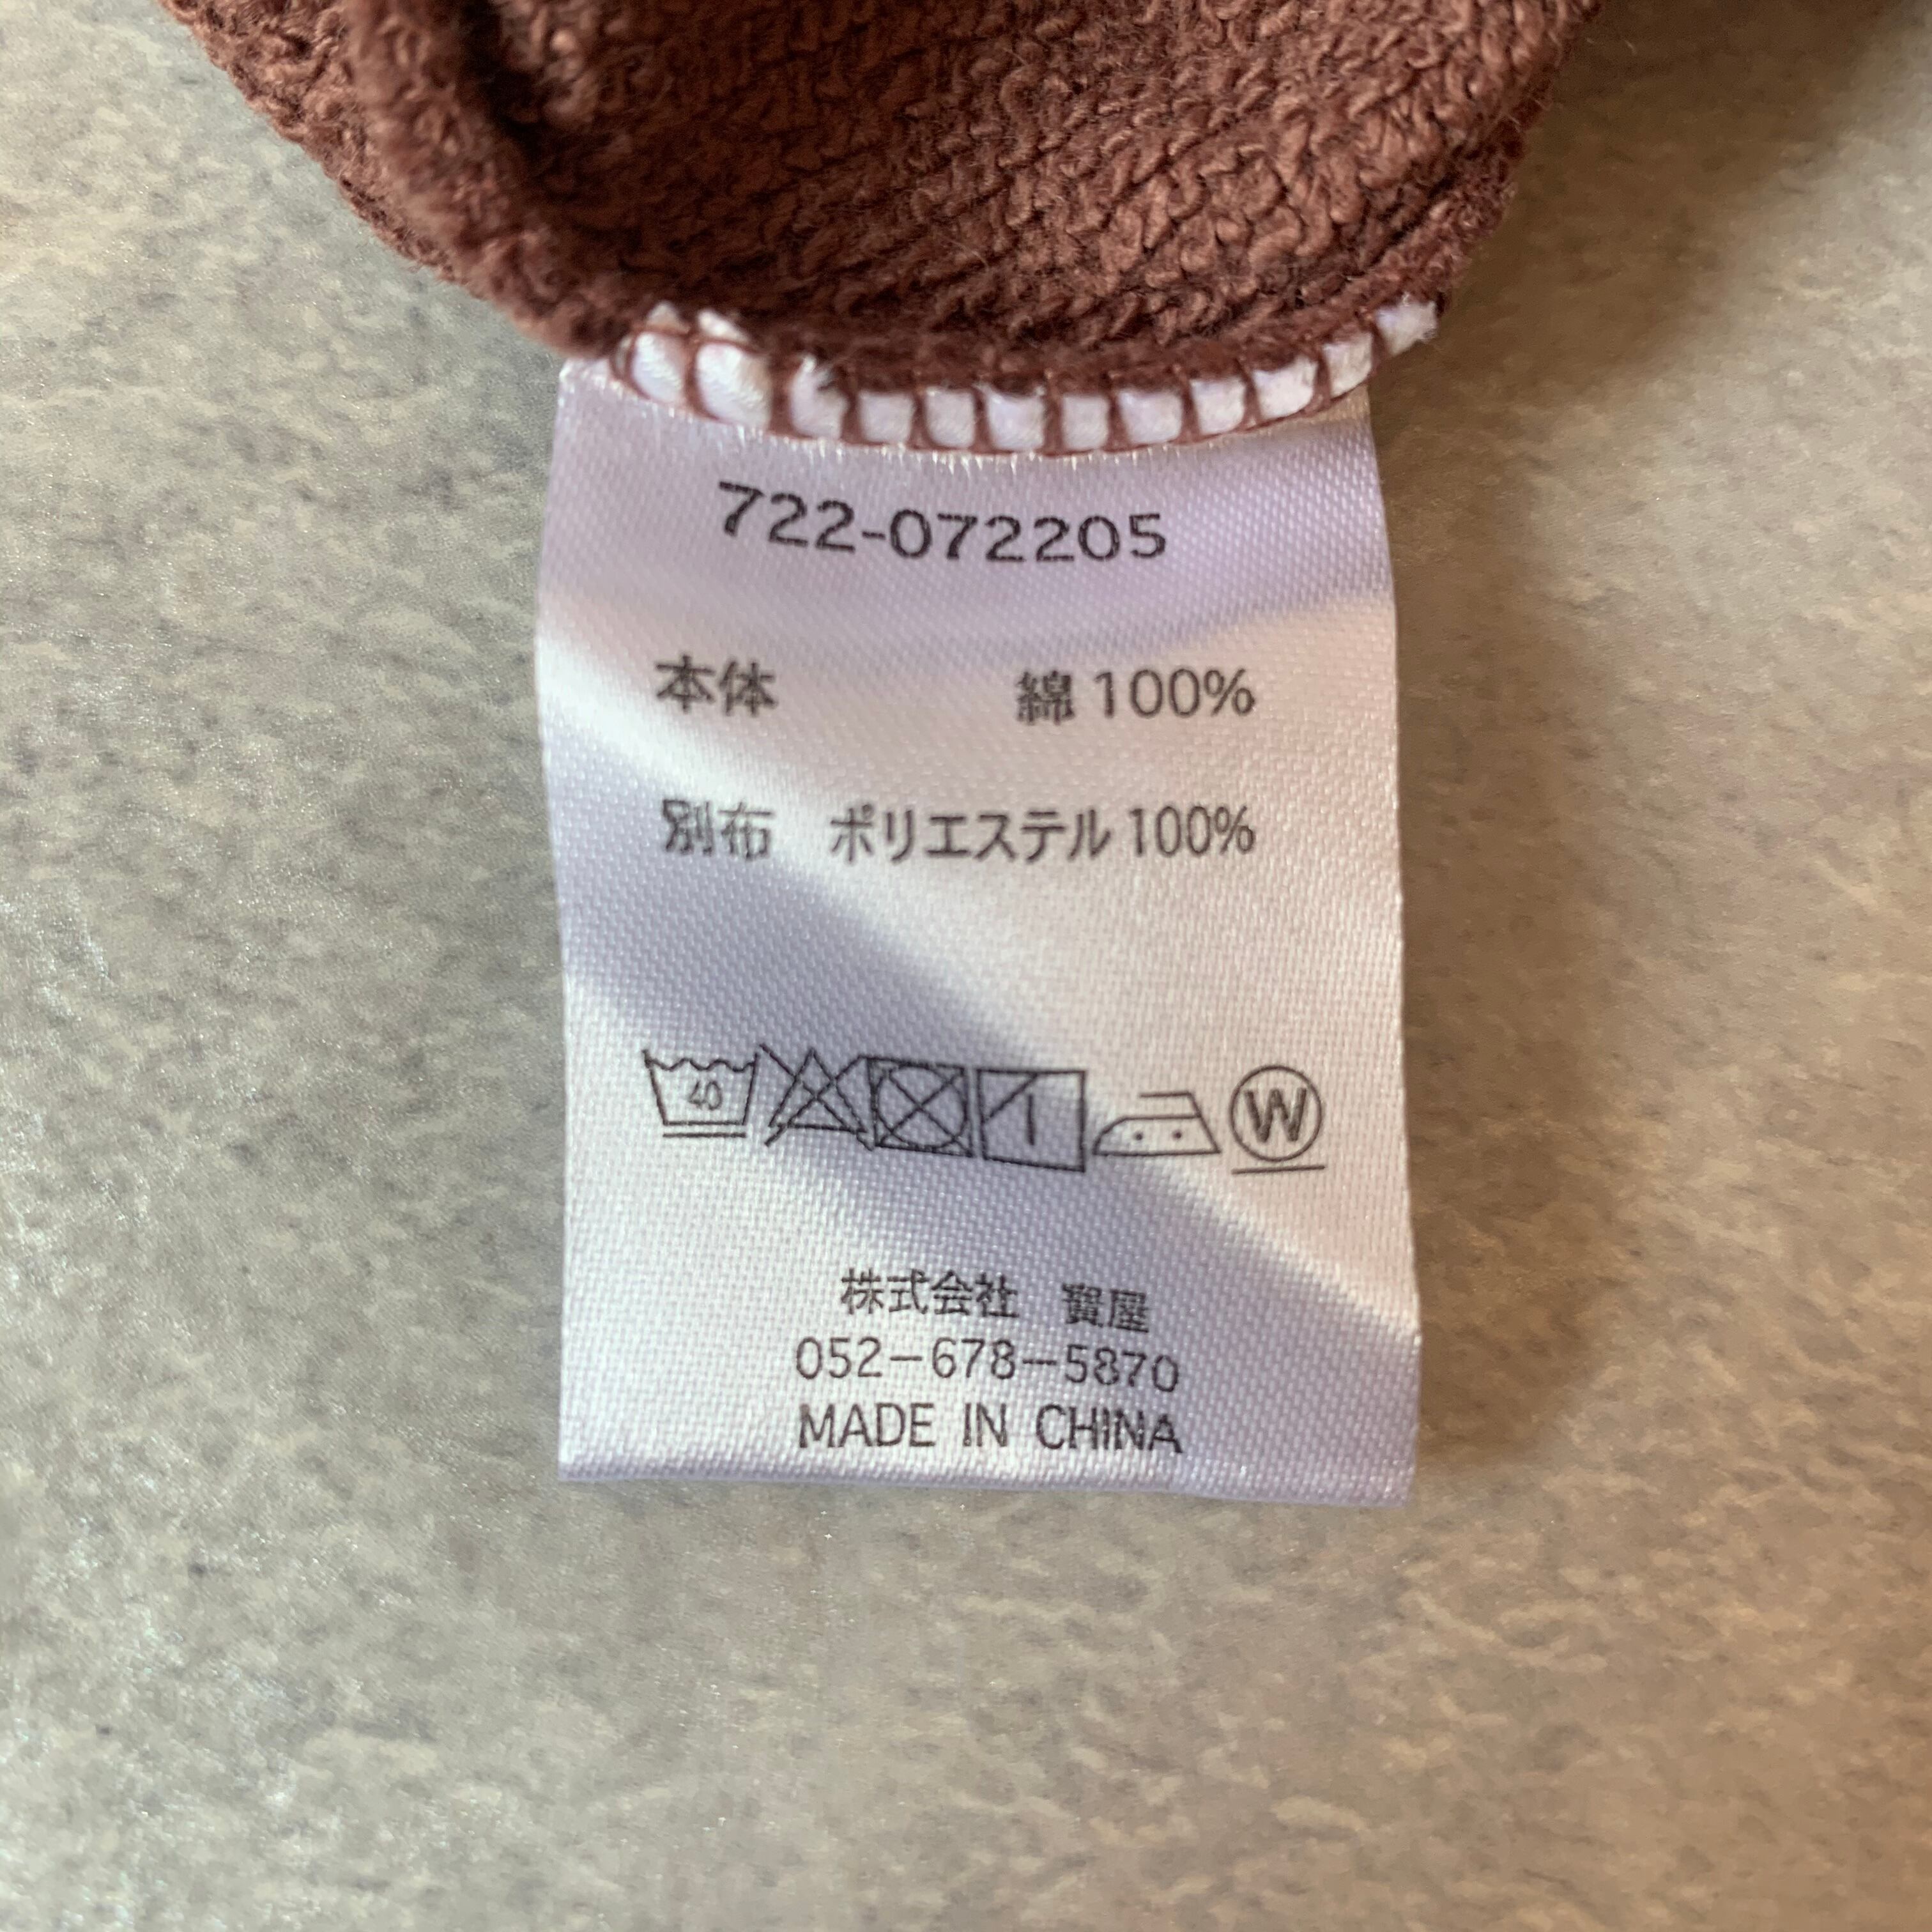 722-072205
本体 綿100%
別布 ポリエステル100%
40
W
株式会社 寳屋
052-678-5870
MADE IN CHINA